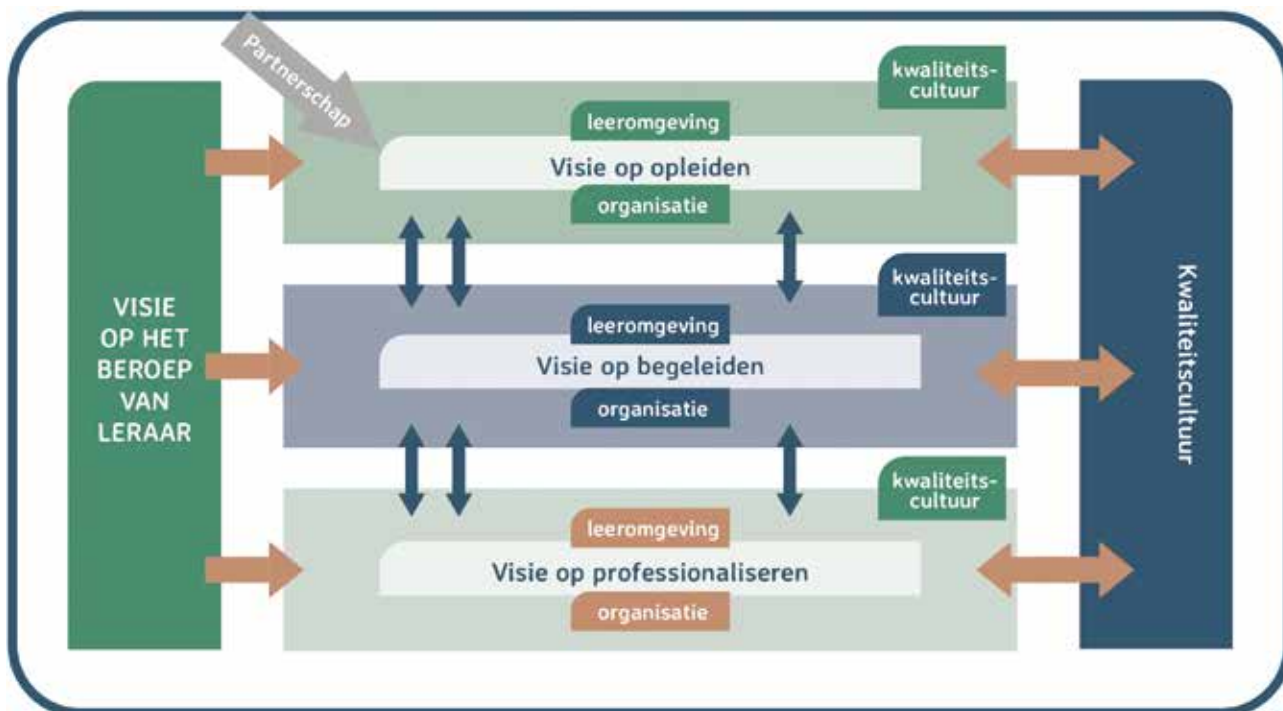 Partnerschap
kwaliteits-
cultuur
leeromgeving
Visie op opleiden
organisatie
VISIE
OP HET
BEROEP
VAN
LERAAR
kwaliteits-
cultuur
leeromgeving
Visie op begeleiden
organisatie
Kwaliteitscultuur
kwaliteits-
cultuur
leeromgeving
Visie op professionaliseren
organisatie